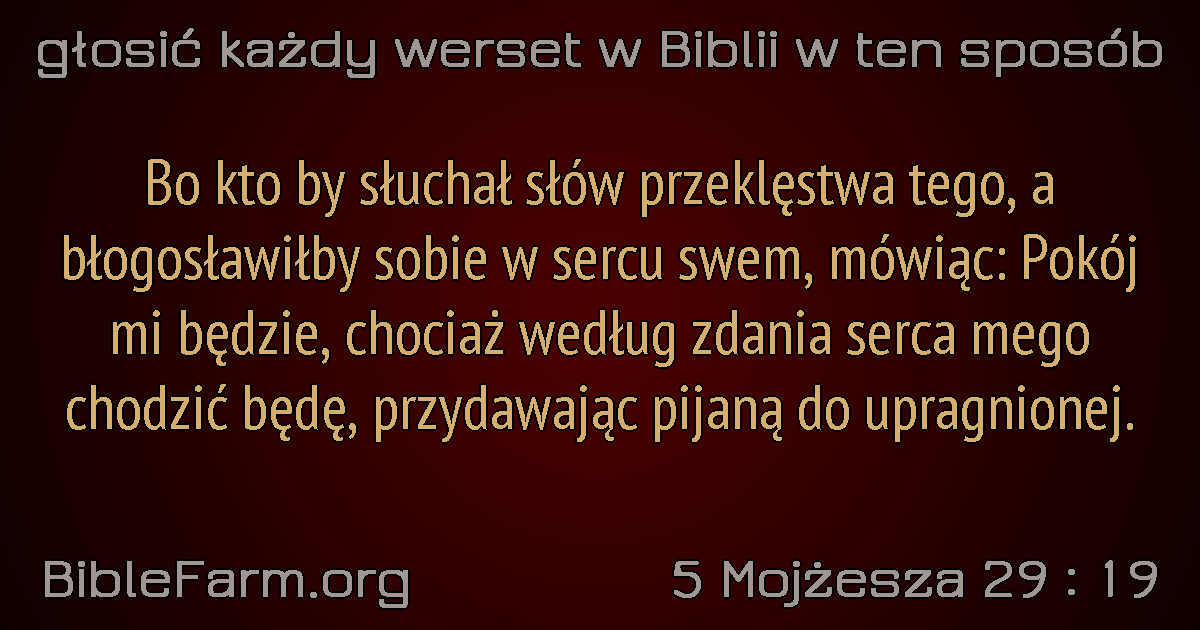 głosić każdy werset w Biblii w ten sposób
Bo kto by słuchał słów przeklęstwa tego, a
błogosławiłby sobie w sercu swem, mówiąc: Pokój
mi będzie, chociaż według zdania serca mego
chodzić będę, przydawając pijaną do upragnionej.
BibleFarm.org
5 Mojżesza 29 : 19